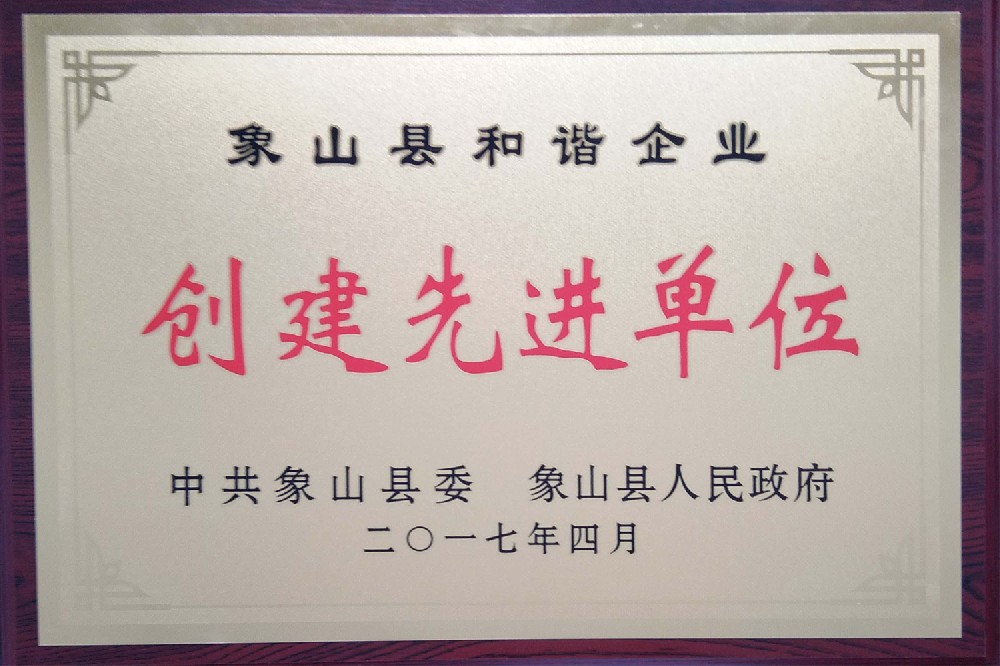 象山县和谐企业
创建先进单位
中共象山县委 象山县人民政府
二〇一七年四月